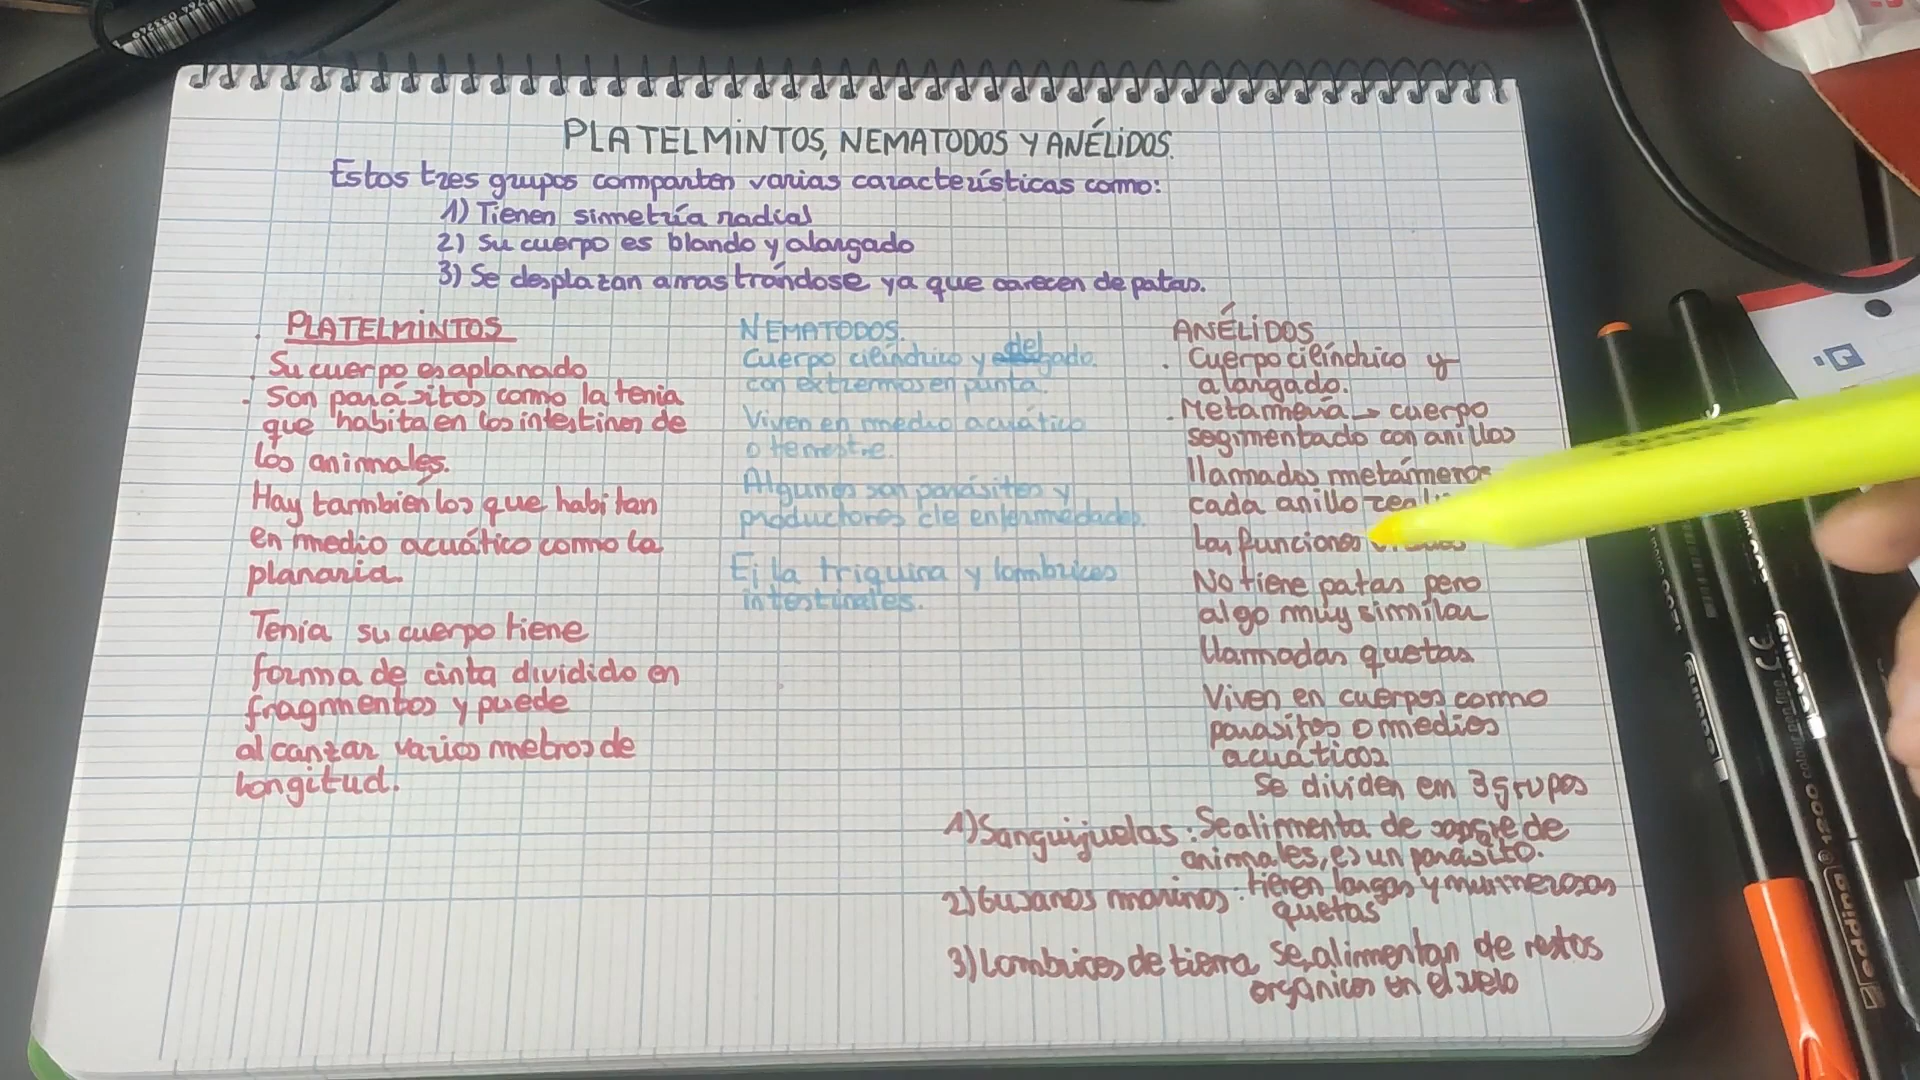 PLATELMINTOS, NEMATODOS Y ANÉLIDOS.
Estos tres grupos comparten varias características como:
1) Tienen simetría radial
2) Su cuerpo es blando y alargado
3) Se desplazan arrastrándose ya que carecen de patas.
PLATELMINTOS
. Su cuerpo es aplanado
. Son parásitos como la tenia
que habita en los intestinos de
los animales.
Hay también los que habitan
en medio acuático como la
planaria.
Tenia su cuerpo tiene
forma de cinta dividido en
fragmentos y puede
alcanzar varios metros de
longitud.
NEMATODOS.
Cuerpo cilíndrico y delgado.
con extremos en punta.
Viven en medio acuático
o terrestre.
Algunos son parásitos y
productores de enfermedades.
Ej la triquina y lombrices
intestinales.
ANÉLIDOS
. Cuerpo cilíndrico y
alargado.
. Metamería → cuerpo
segmentado con anillos
llamados metámeros
cada anillo
las funciones
No tiene patas pero
algo muy similar
llamadas quetas
Viven en cuerpos como
parasitos o medios
acuáticos
Se dividen em 3 grupos
1) Sanguijuelas: Se alimenta de sangre de
animales, es un parásito.
2) Gusanos marinos: tienen largas y numerosas
quetas
3) Lombrices de tierra Se alimentan de restos
orgánicos en el suelo